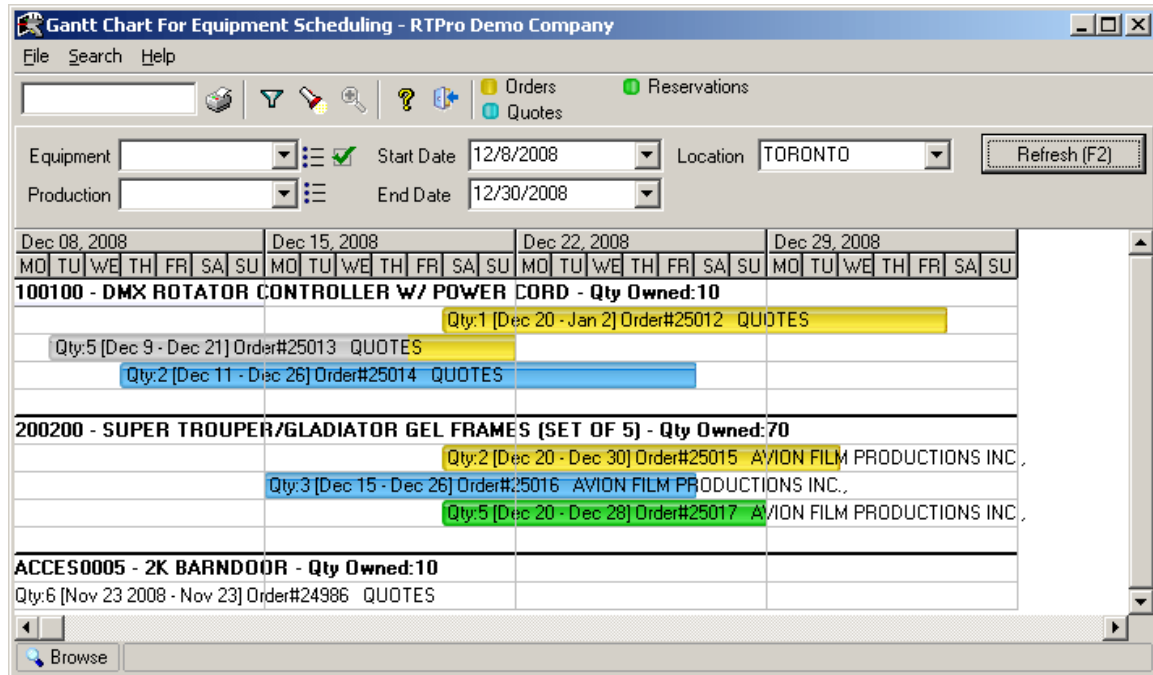 Gantt Chart For Equipment Scheduling - RTPro Demo Company
File Search Help
Orders Reservations
Quotes
Equipment Start Date 12/8/2008 Location TORONTO Refresh (F2)
Production End Date 12/30/2008
Dec 08, 2008 Dec 15, 2008 Dec 22, 2008 Dec 29, 2008
MO TU WE TH FR SA SU MO TU WE TH FR SA SU MO TU WE TH FR SA SU MO TU WE TH FR SA SU
100100 - DMX ROTATOR CONTROLLER W/ POWER CORD - Qty Owned:10
Qty:1 [Dec 20 - Jan 2] Order#25012 QUOTES
Qty:5 [Dec 9 - Dec 21] Order#25013 QUOTES
Qty:2 [Dec 11 - Dec 26] Order#25014 QUOTES
200200 - SUPER TROUPER/GLADIATOR GEL FRAMES (SET OF 5) - Qty Owned:70
Qty:2 [Dec 20 - Dec 30] Order#25015 AVION FILM PRODUCTIONS INC.,
Qty:3 [Dec 15 - Dec 26] Order#25016 AVION FILM PRODUCTIONS INC.,
Qty:5 [Dec 20 - Dec 28] Order#25017 AVION FILM PRODUCTIONS INC.,
ACCES0005 - 2K BARNDOOR - Qty Owned:10
Qty:6 [Nov 23 2008 - Nov 23] Order#24986 QUOTES
Browse